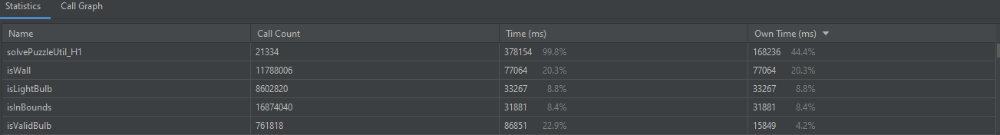 Statistics Call Graph
Name Call Count Time (ms) Own Time (ms)
solvePuzzleUtil_H1 21334 378154 99.8% 168236 44.4%
isWall 11788006 77064 20.3% 77064 20.3%
isLightBulb 8602820 33267 8.8% 33267 8.8%
isInBounds 16874040 31881 8.4% 31881 8.4%
isValidBulb 761818 86851 22.9% 15849 4.2%